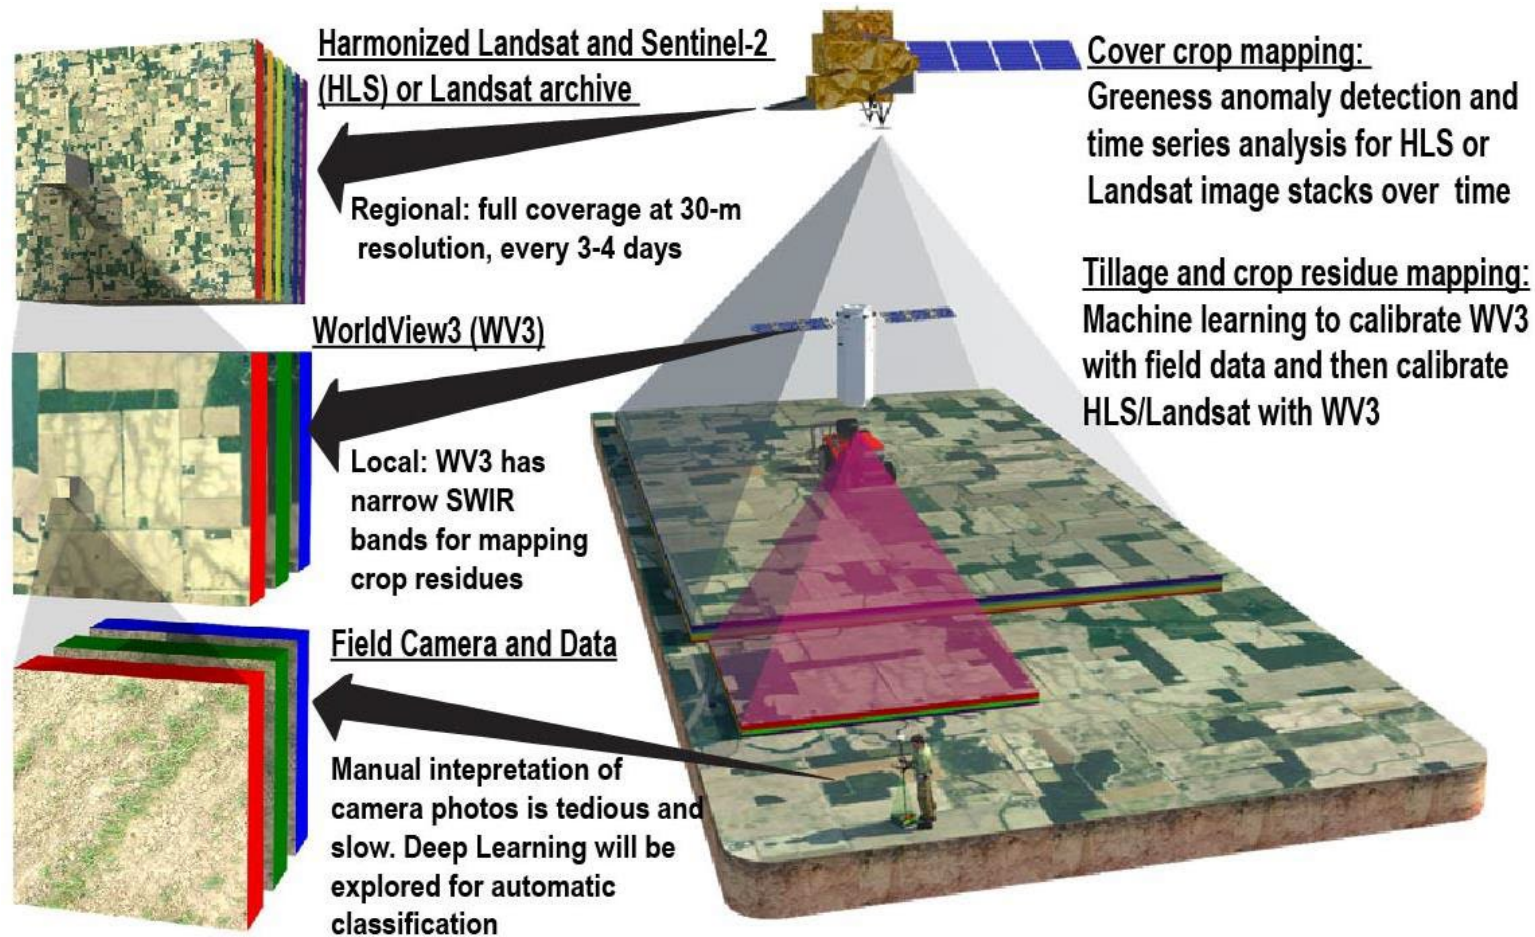 Harmonized Landsat and Sentinel-2
(HLS) or Landsat archive
Regional: full coverage at 30-m
resolution, every 3-4 days
WorldView3 (WV3)
Local: WV3 has
narrow SWIR
bands for mapping
crop residues
Field Camera and Data
Manual intepretation of
camera photos is tedious and
slow. Deep Learning will be
explored for automatic
classification
Cover crop mapping:
Greeness anomaly detection and
time series analysis for HLS or
Landsat image stacks over time
Tillage and crop residue mapping:
Machine learning to calibrate WV3
with field data and then calibrate
HLS/Landsat with WV3